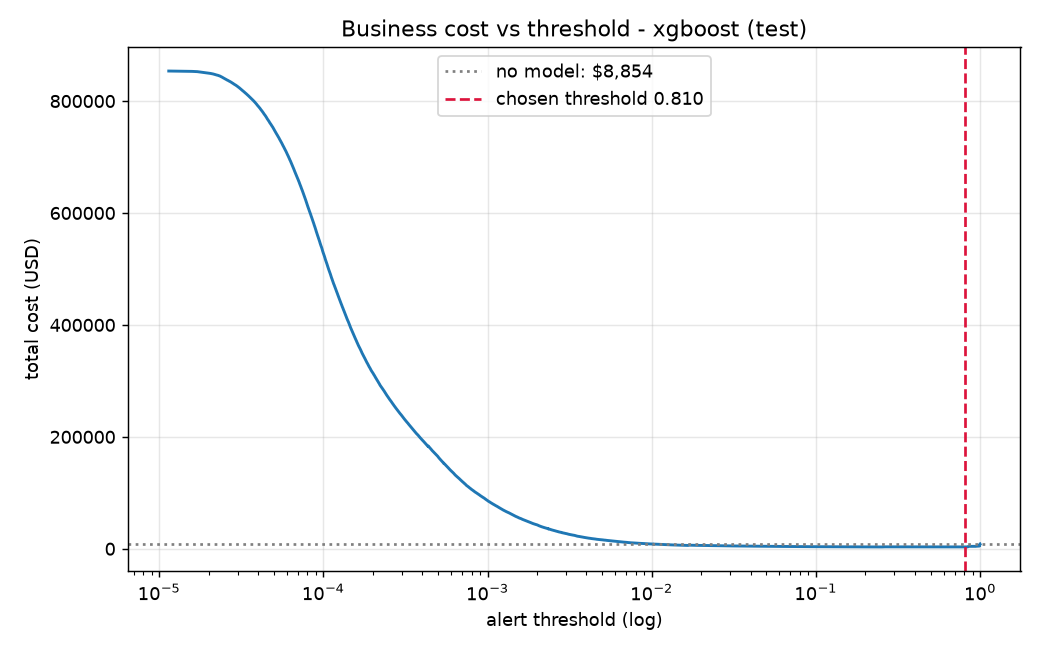 Business cost vs threshold - xgboost (test)
no model: $8,854
chosen threshold 0.810
total cost (USD)
800000
600000
400000
200000
0
10⁻⁵
10⁻⁴
10⁻³
10⁻²
10⁻¹
10⁰
alert threshold (log)